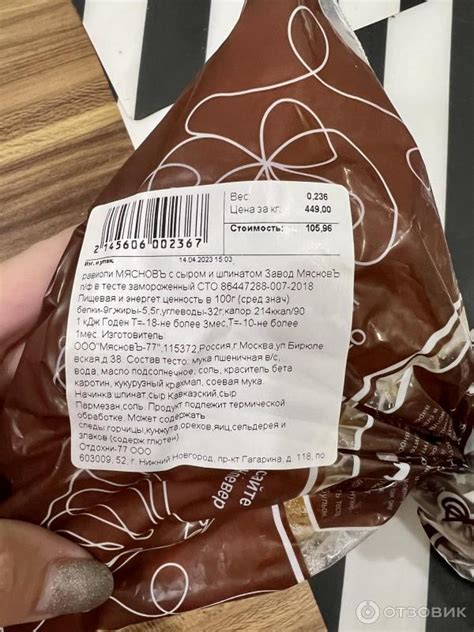 Вес: 0.236
Цена за кг. 449,00
Стоимость: 105,96
2 145606 002367
Изг. и упак. 14.04.2023 15:03
равиоли МЯСНОВЪ с сыром и шпинатом Завод МясновЪ
п/ф в тесте замороженный СТО 86447288-007-2018
Пищевая и энергет.ценность в 100г (сред.знач)
белки-9г,жиры-5,5г,углеводы-32г,калор.214ккал/90
1 кДж Годен Т=-18-не более 3мес,Т=-10-не более
1мес. Изготовитель
ООО"МясновЪ-77",115372 Россия,г.Москва,ул Бирюле
вская,д.38. Состав теста: мука пшеничная в/с,
вода, масло подсолнечное, соль, краситель бета
каротин, кукурузный крахмал, соевая мука.
Начинка шпинат,сыр Кавказский,сыр
Пармезан,соль. Продукт подлежит термической
обработке. Может содержать
следы:горчицы,кунжута,орехов,яиц,сельдерея и
злаков (содерж.глютен)
Отдохни-77 ООО
603009, 52, г. Нижний Новгород, пр-кт Гагарина, д. 118, по
сайте
ОТЗОВИК